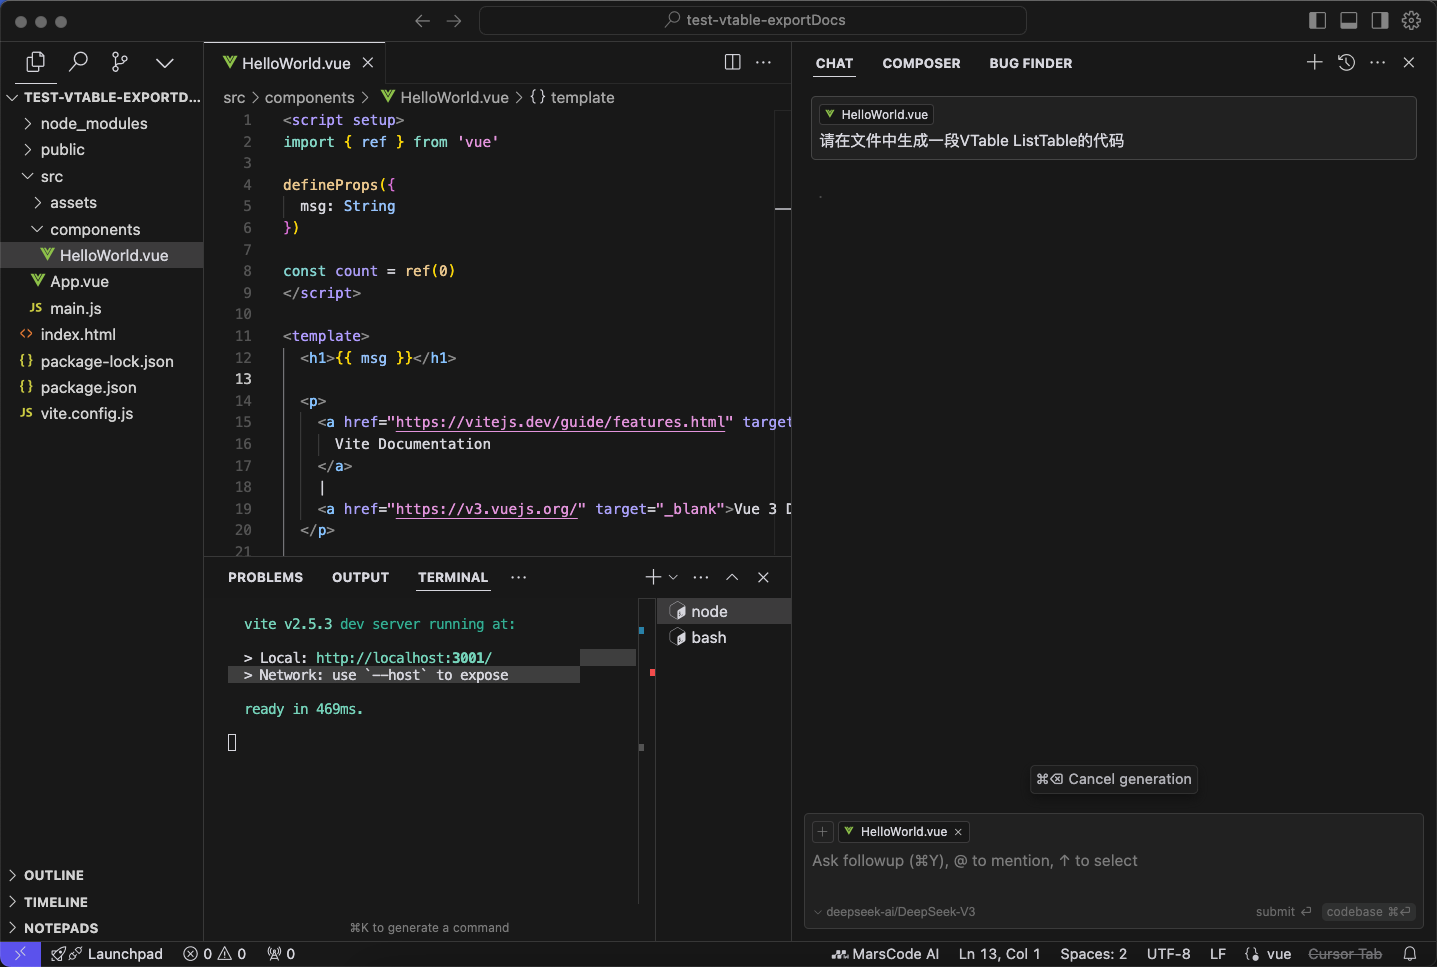 test-vtable-exportDocs
TEST-VTABLE-EXPORTD...
node_modules
public
src
assets
components
HelloWorld.vue
App.vue
JS main.js
<> index.html
{} package-lock.json
{} package.json
JS vite.config.js
OUTLINE
TIMELINE
NOTEPADS
HelloWorld.vue
src > components > HelloWorld.vue > {} template
1 <script setup>
2 import { ref } from 'vue'
3
4 defineProps({
5 msg: String
6 })
7
8 const count = ref(0)
9 </script>
10
11 <template>
12 <h1>{{ msg }}</h1>
13
14 <p>
15 <a href="https://vitejs.dev/guide/features.html" target
16 Vite Documentation
17 </a>
18 |
19 <a href="https://v3.vuejs.org/" target="_blank">Vue 3 D
20 </p>
21
PROBLEMS OUTPUT TERMINAL ...
vite v2.5.3 dev server running at:
> Local: http://localhost:3001/
> Network: use `--host` to expose
ready in 469ms.
node
bash
⌘K to generate a command
CHAT COMPOSER BUG FINDER
HelloWorld.vue
请在文件中生成一段VTable ListTable的代码
⌘⌫ Cancel generation
HelloWorld.vue ×
Ask followup (⌘Y), @ to mention, ↑ to select
deepseek-ai/DeepSeek-V3 submit ↵ codebase ⌘↵
Launchpad 0 0 0 MarsCode AI Ln 13, Col 1 Spaces: 2 UTF-8 LF vue Cursor Tab